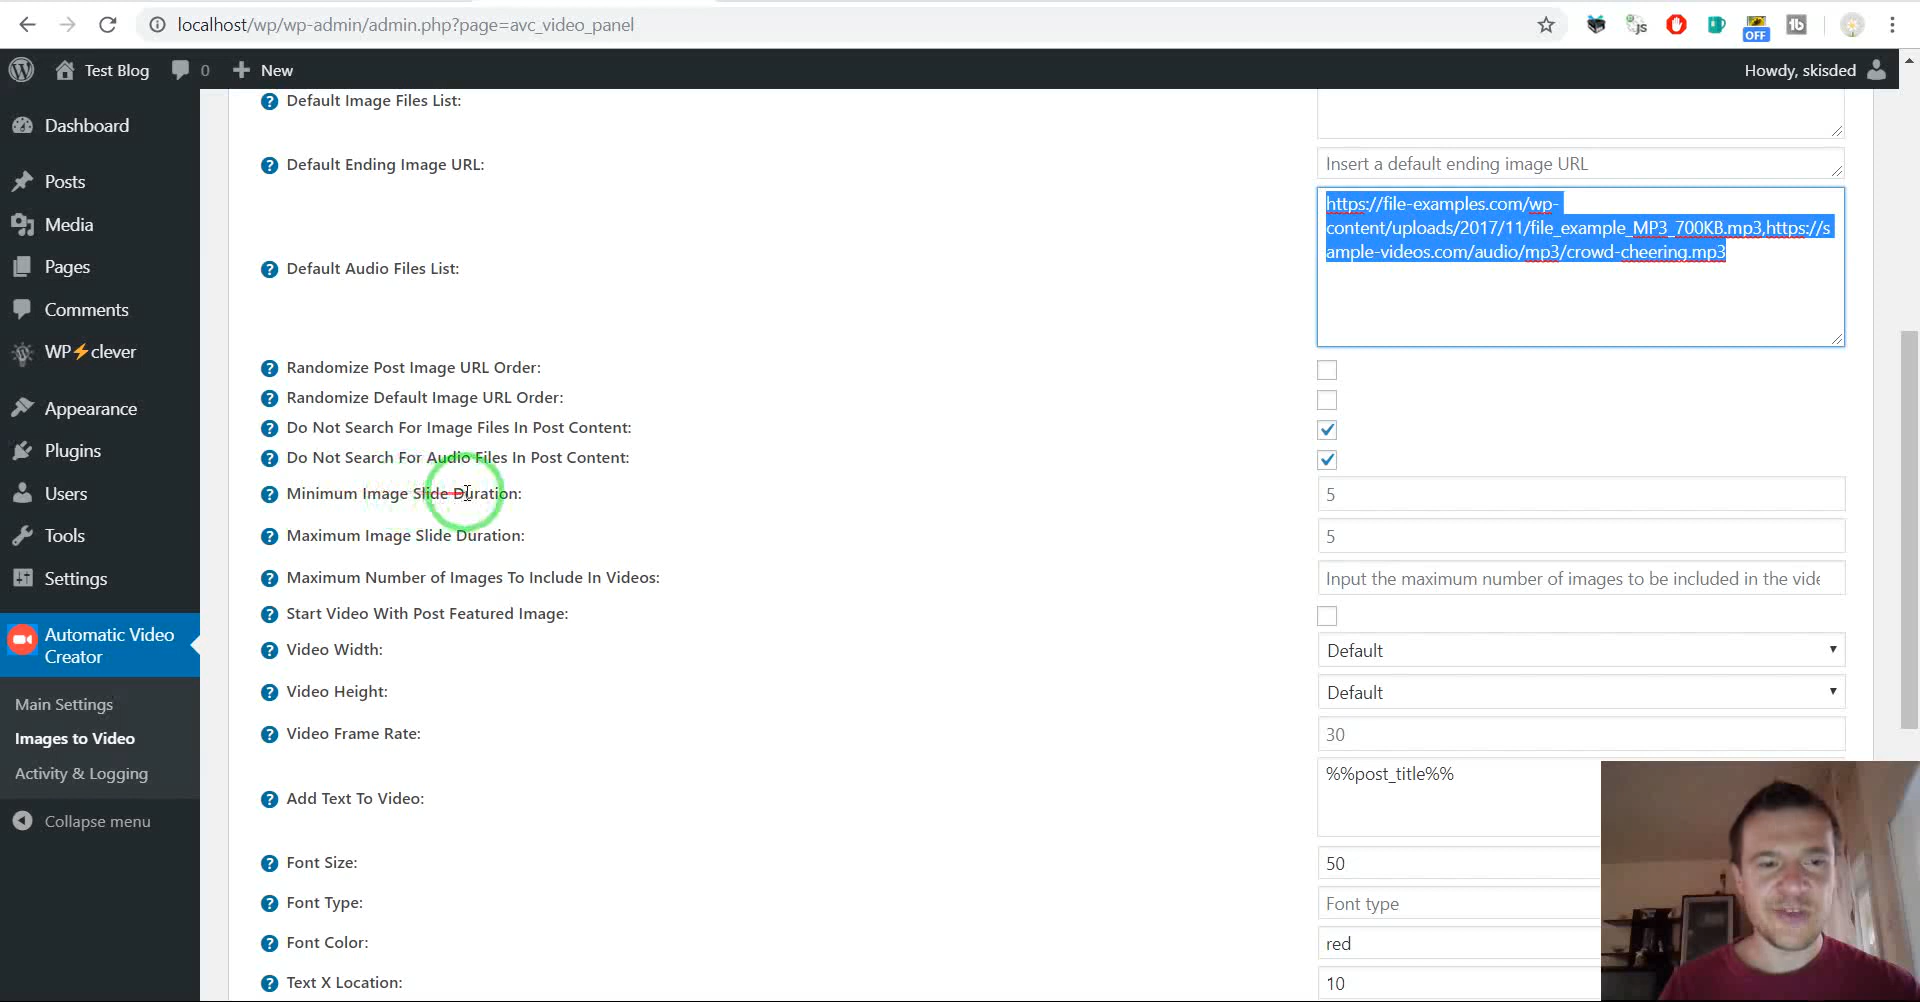 localhost/wp/wp-admin/admin.php?page=avc_video_panel
js
OFF
Test Blog
0
New
Howdy, skisded
Dashboard
Posts
Media
Pages
Comments
WP⚡clever
Appearance
Plugins
Users
Tools
Settings
Automatic Video
Creator
Main Settings
Images to Video
Activity & Logging
Collapse menu
Default Image Files List:
Default Ending Image URL:
Insert a default ending image URL
Default Audio Files List:
https://file-examples.com/wp-
content/uploads/2017/11/file_example_MP3_700KB.mp3,https://s
ample-videos.com/audio/mp3/crowd-cheering.mp3
Randomize Post Image URL Order:
Randomize Default Image URL Order:
Do Not Search For Image Files In Post Content:
Do Not Search For Audio Files In Post Content:
Minimum Image Slide Duration:
5
Maximum Image Slide Duration:
5
Maximum Number of Images To Include In Videos:
Input the maximum number of images to be included in the vide
Start Video With Post Featured Image:
Video Width:
Default
Video Height:
Default
Video Frame Rate:
30
Add Text To Video:
%%post_title%%
Font Size:
50
Font Type:
Font type
Font Color:
red
Text X Location:
10